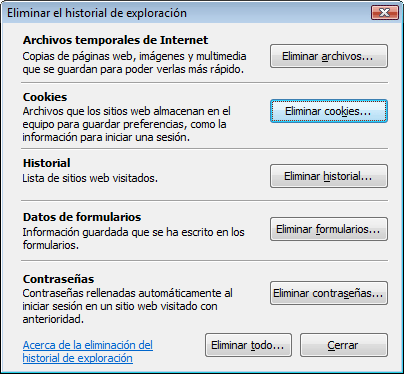 Eliminar el historial de exploración
Archivos temporales de Internet
Copias de páginas web, imágenes y multimedia
que se guardan para poder verlas más rápido.
Eliminar archivos...
Cookies
Archivos que los sitios web almacenan en el
equipo para guardar preferencias, como la
información para iniciar una sesión.
Eliminar cookies...
Historial
Lista de sitios web visitados.
Eliminar historial...
Datos de formularios
Información guardada que se ha escrito en los
formularios.
Eliminar formularios...
Contraseñas
Contraseñas rellenadas automáticamente al
iniciar sesión en un sitio web visitado con
anterioridad.
Eliminar contraseñas...
Acerca de la eliminación del
historial de exploración
Eliminar todo...
Cerrar